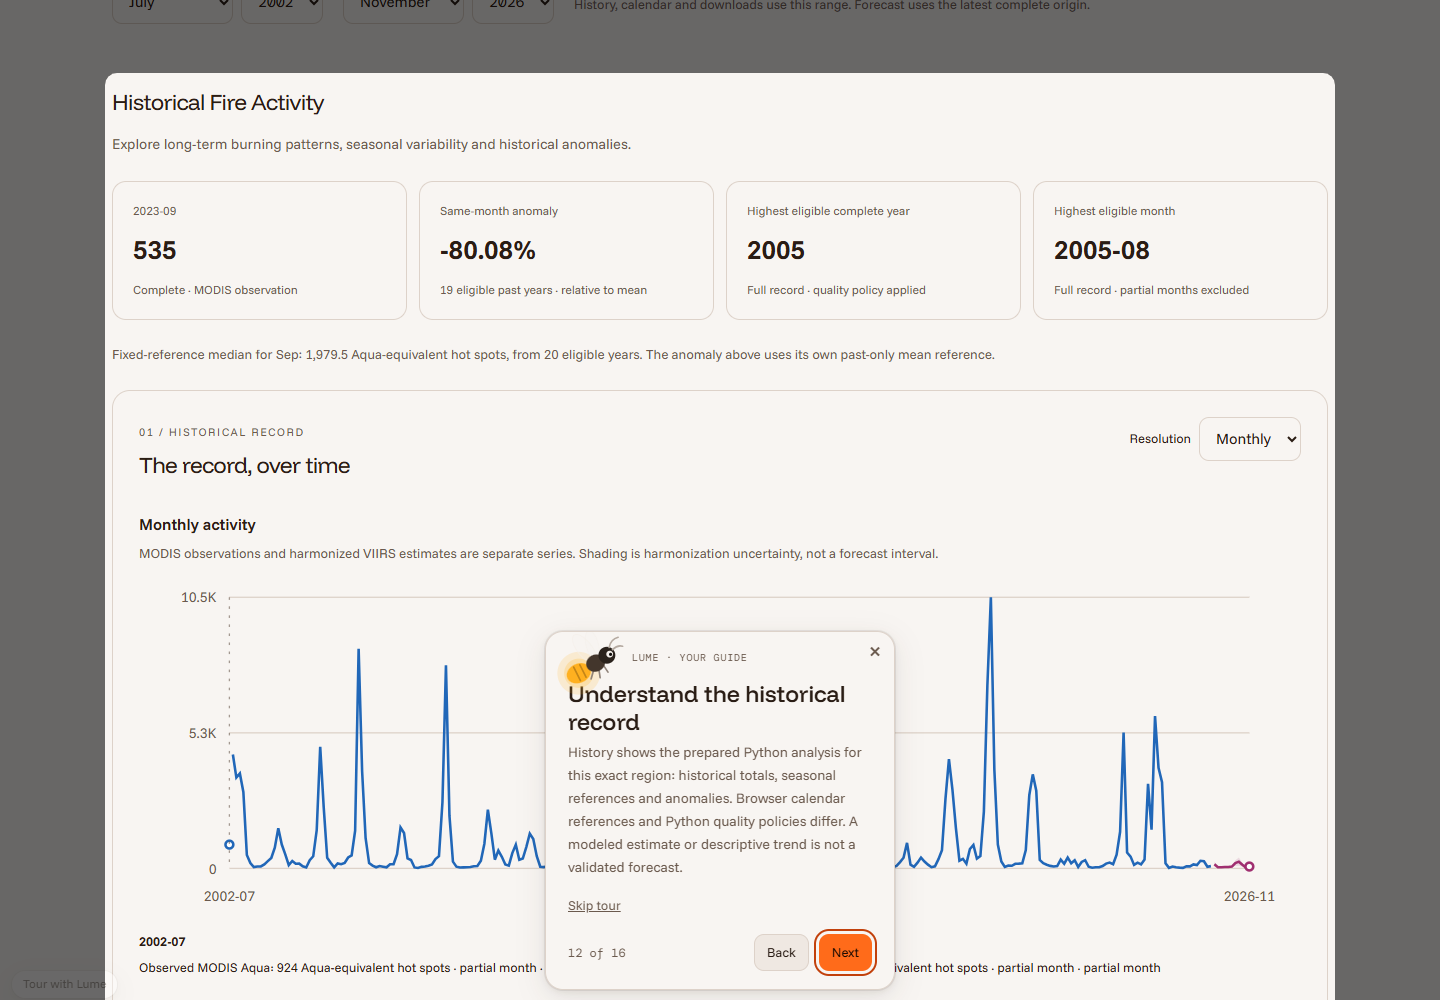 July 2002 November 2026 History, calendar and downloads use this range. Forecast uses the latest complete origin.
Historical Fire Activity
Explore long-term burning patterns, seasonal variability and historical anomalies.
2023-09
535
Complete · MODIS observation
Same-month anomaly
-80.08%
19 eligible past years · relative to mean
Highest eligible complete year
2005
Full record · quality policy applied
Highest eligible month
2005-08
Full record · partial months excluded
Fixed-reference median for Sep: 1,979.5 Aqua-equivalent hot spots, from 20 eligible years. The anomaly above uses its own past-only mean reference.
01 / HISTORICAL RECORD
The record, over time
Resolution Monthly
Monthly activity
MODIS observations and harmonized VIIRS estimates are separate series. Shading is harmonization uncertainty, not a forecast interval.
10.5K
5.3K
0
2002-07
2026-11
LUME · YOUR GUIDE
Understand the historical
record
History shows the prepared Python analysis for
this exact region: historical totals, seasonal
references and anomalies. Browser calendar
references and Python quality policies differ. A
modeled estimate or descriptive trend is not a
validated forecast.
Skip tour
12 of 16
Back
Next
2002-07
Observed MODIS Aqua: 924 Aqua-equivalent hot spots · partial month · hot spots · partial month · partial month
Tour with Lume